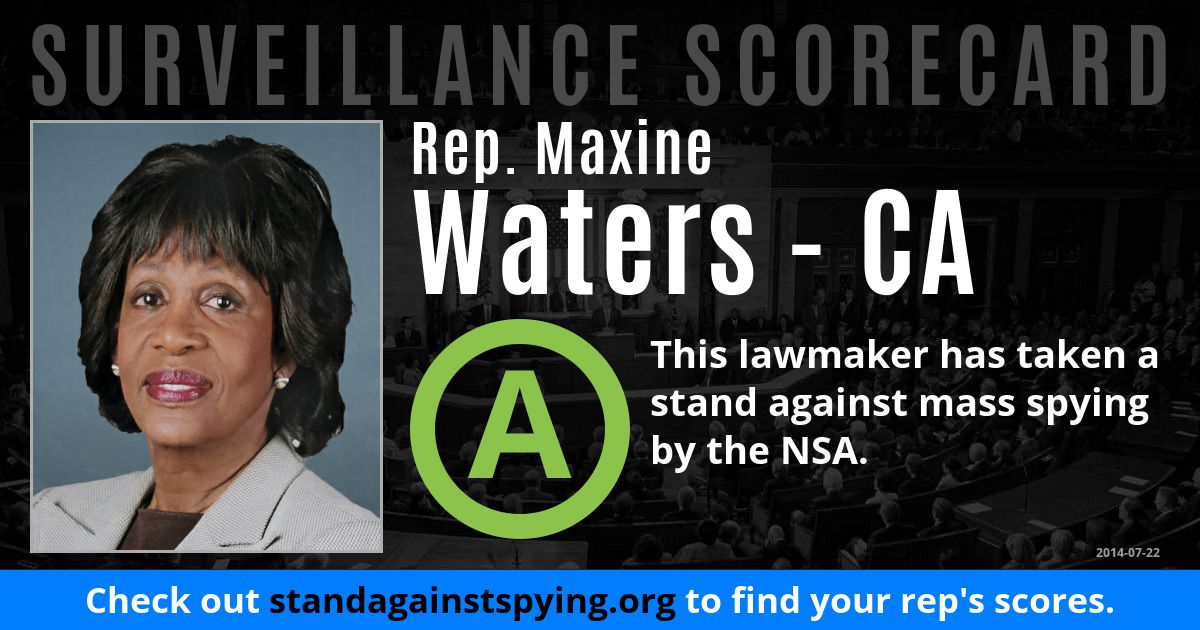 SURVEILLANCE SCORECARD
Rep. Maxine
Waters - CA
A
This lawmaker has taken a
stand against mass spying
by the NSA.
2014-07-22
Check out standagainstspying.org to find your rep's scores.